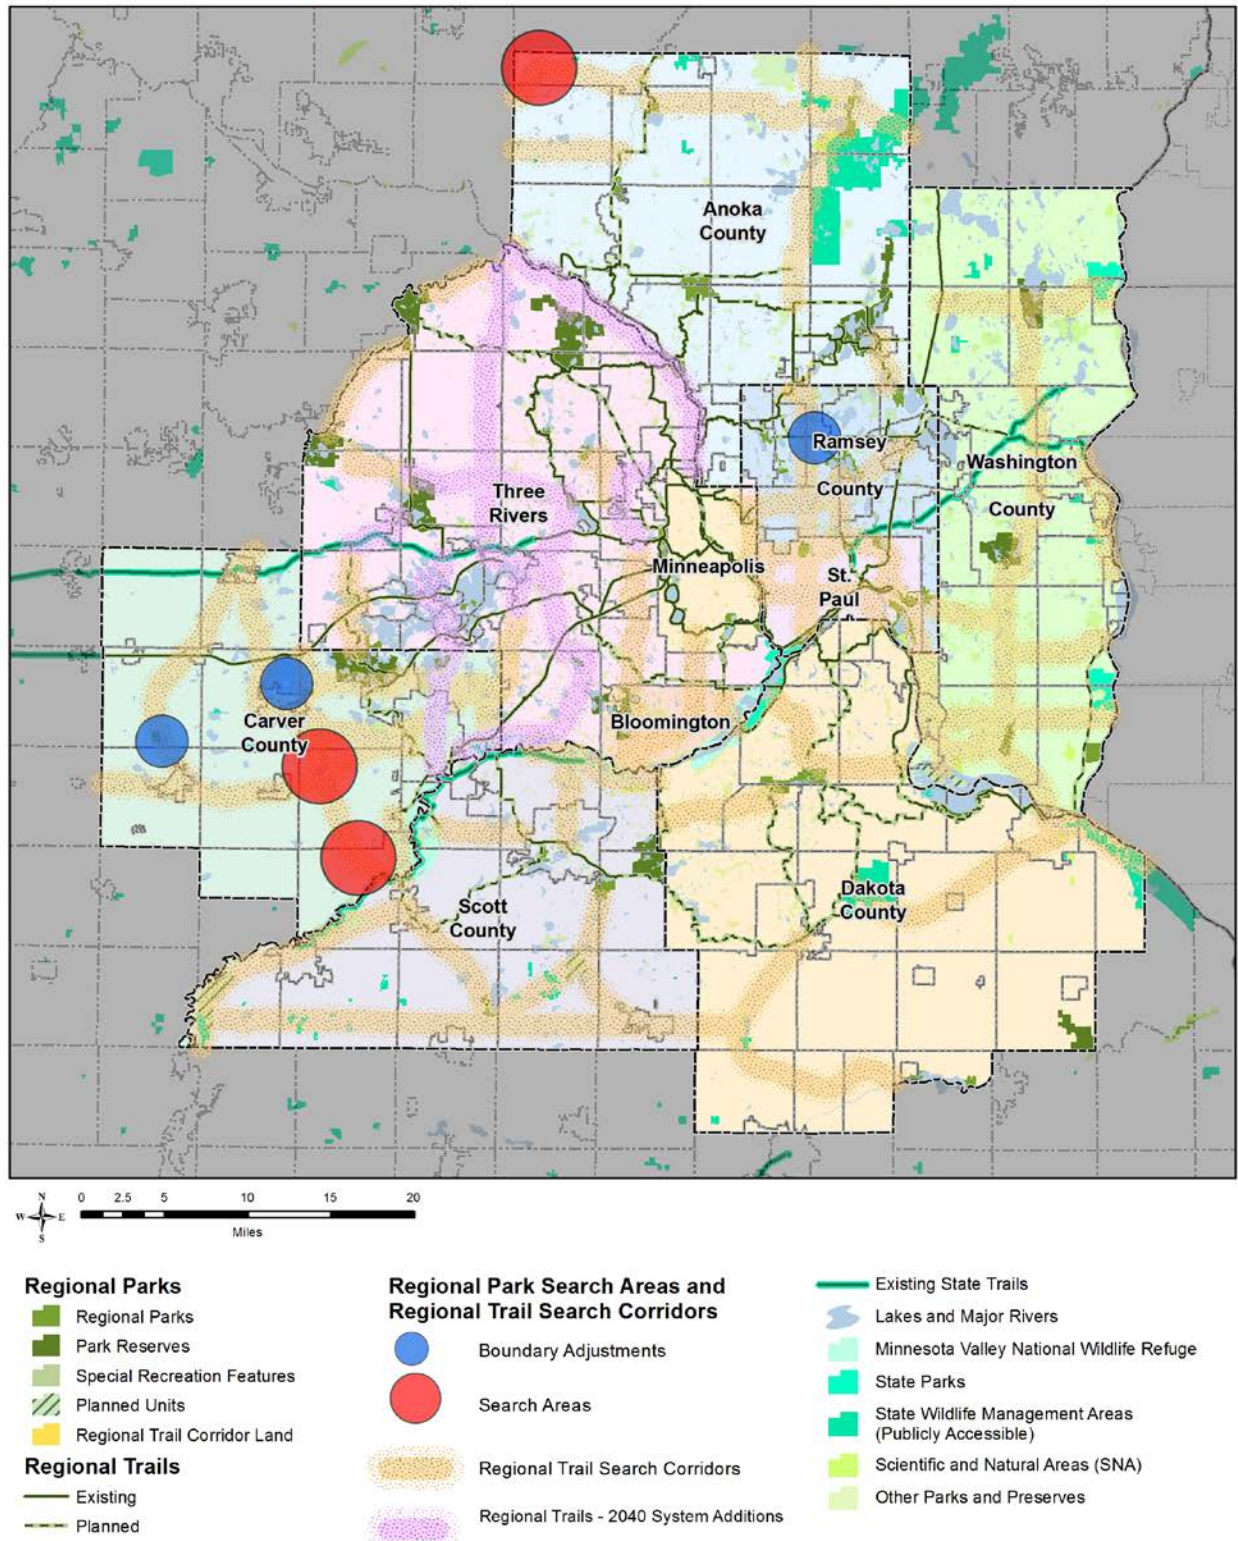 Anoka
County
Ramsey
County
Washington
County
Three
Rivers
Minneapolis
St.
Paul
Carver
County
Bloomington
Scott
County
Dakota
County
N
W E
S
0 2.5 5 10 15 20
Miles
Regional Parks
Regional Parks
Park Reserves
Special Recreation Features
Planned Units
Regional Trail Corridor Land
Regional Trails
Existing
Planned
Regional Park Search Areas and
Regional Trail Search Corridors
Boundary Adjustments
Search Areas
Regional Trail Search Corridors
Regional Trails - 2040 System Additions
Existing State Trails
Lakes and Major Rivers
Minnesota Valley National Wildlife Refuge
State Parks
State Wildlife Management Areas
(Publicly Accessible)
Scientific and Natural Areas (SNA)
Other Parks and Preserves